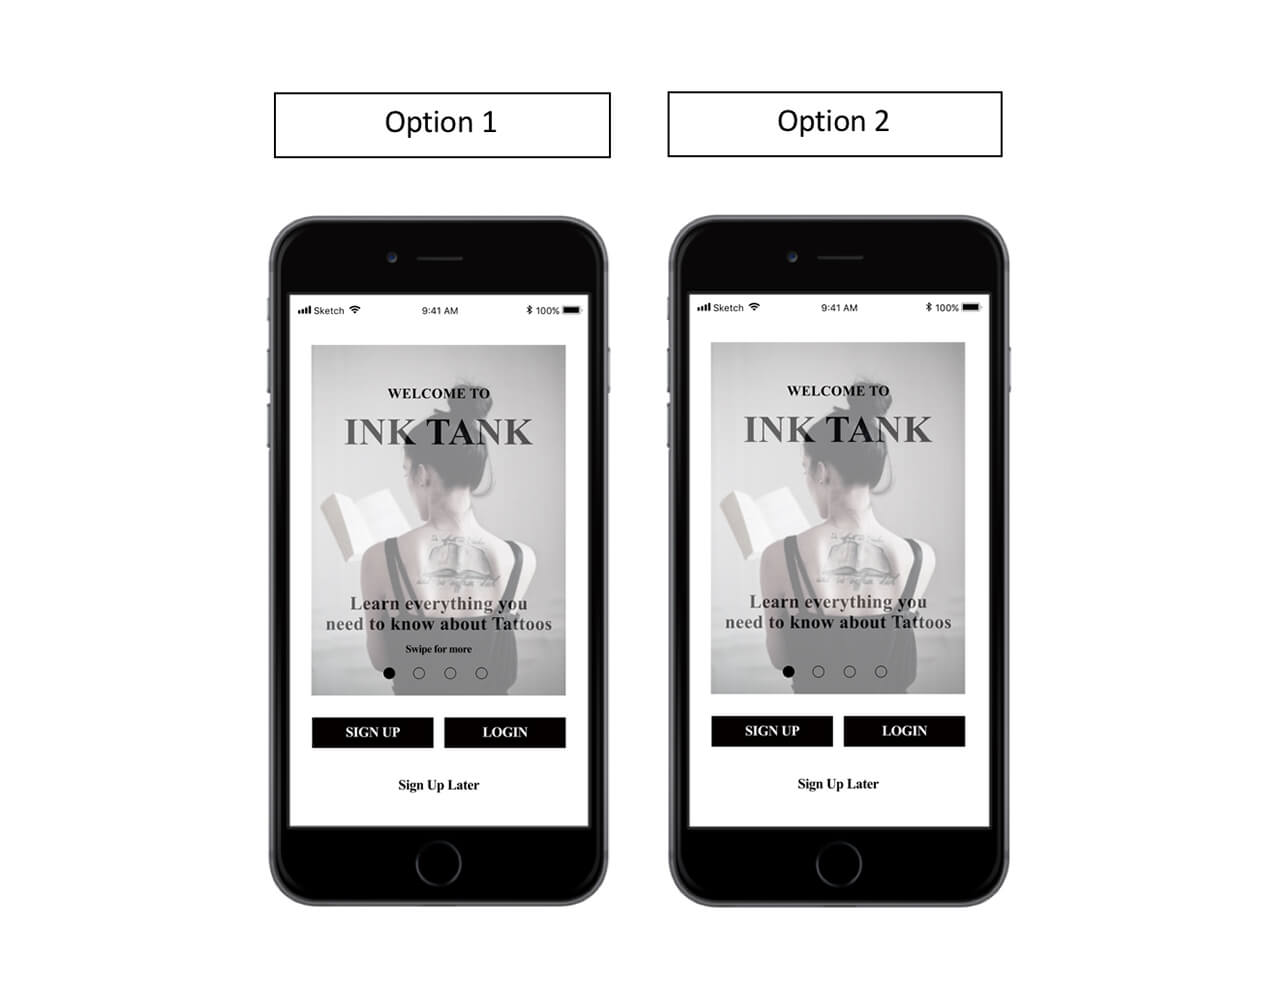 Option 1
Option 2
Sketch 9:41 AM 100%
WELCOME TO
INK TANK
Learn everything you
need to know about Tattoos
Swipe for more
SIGN UP LOGIN
Sign Up Later
Sketch 9:41 AM 100%
WELCOME TO
INK TANK
Learn everything you
need to know about Tattoos
SIGN UP LOGIN
Sign Up Later